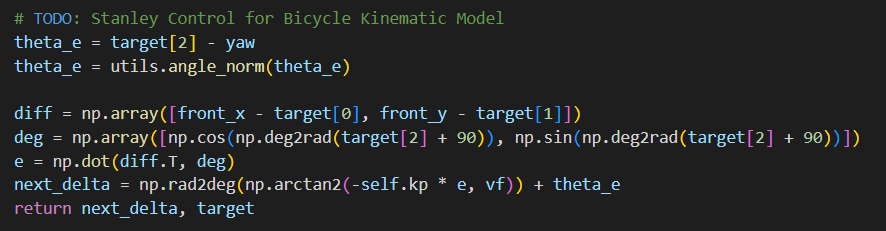 # TODO: Stanley Control for Bicycle Kinematic Model
theta_e = target[2] - yaw
theta_e = utils.angle_norm(theta_e)
diff = np.array([front_x - target[0], front_y - target[1]])
deg = np.array([np.cos(np.deg2rad(target[2] + 90)), np.sin(np.deg2rad(target[2] + 90))])
e = np.dot(diff.T, deg)
next_delta = np.rad2deg(np.arctan2(-self.kp * e, vf)) + theta_e
return next_delta, target